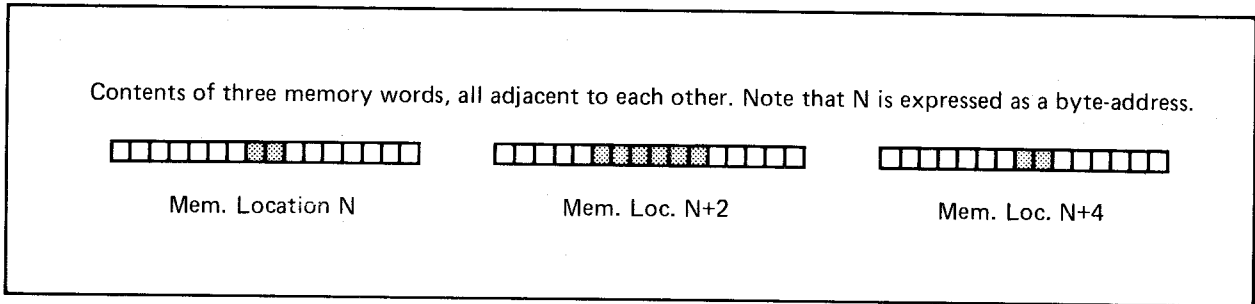 Contents of three memory words, all adjacent to each other. Note that N is expressed as a byte-address.
Mem. Location N
Mem. Loc. N+2
Mem. Loc. N+4